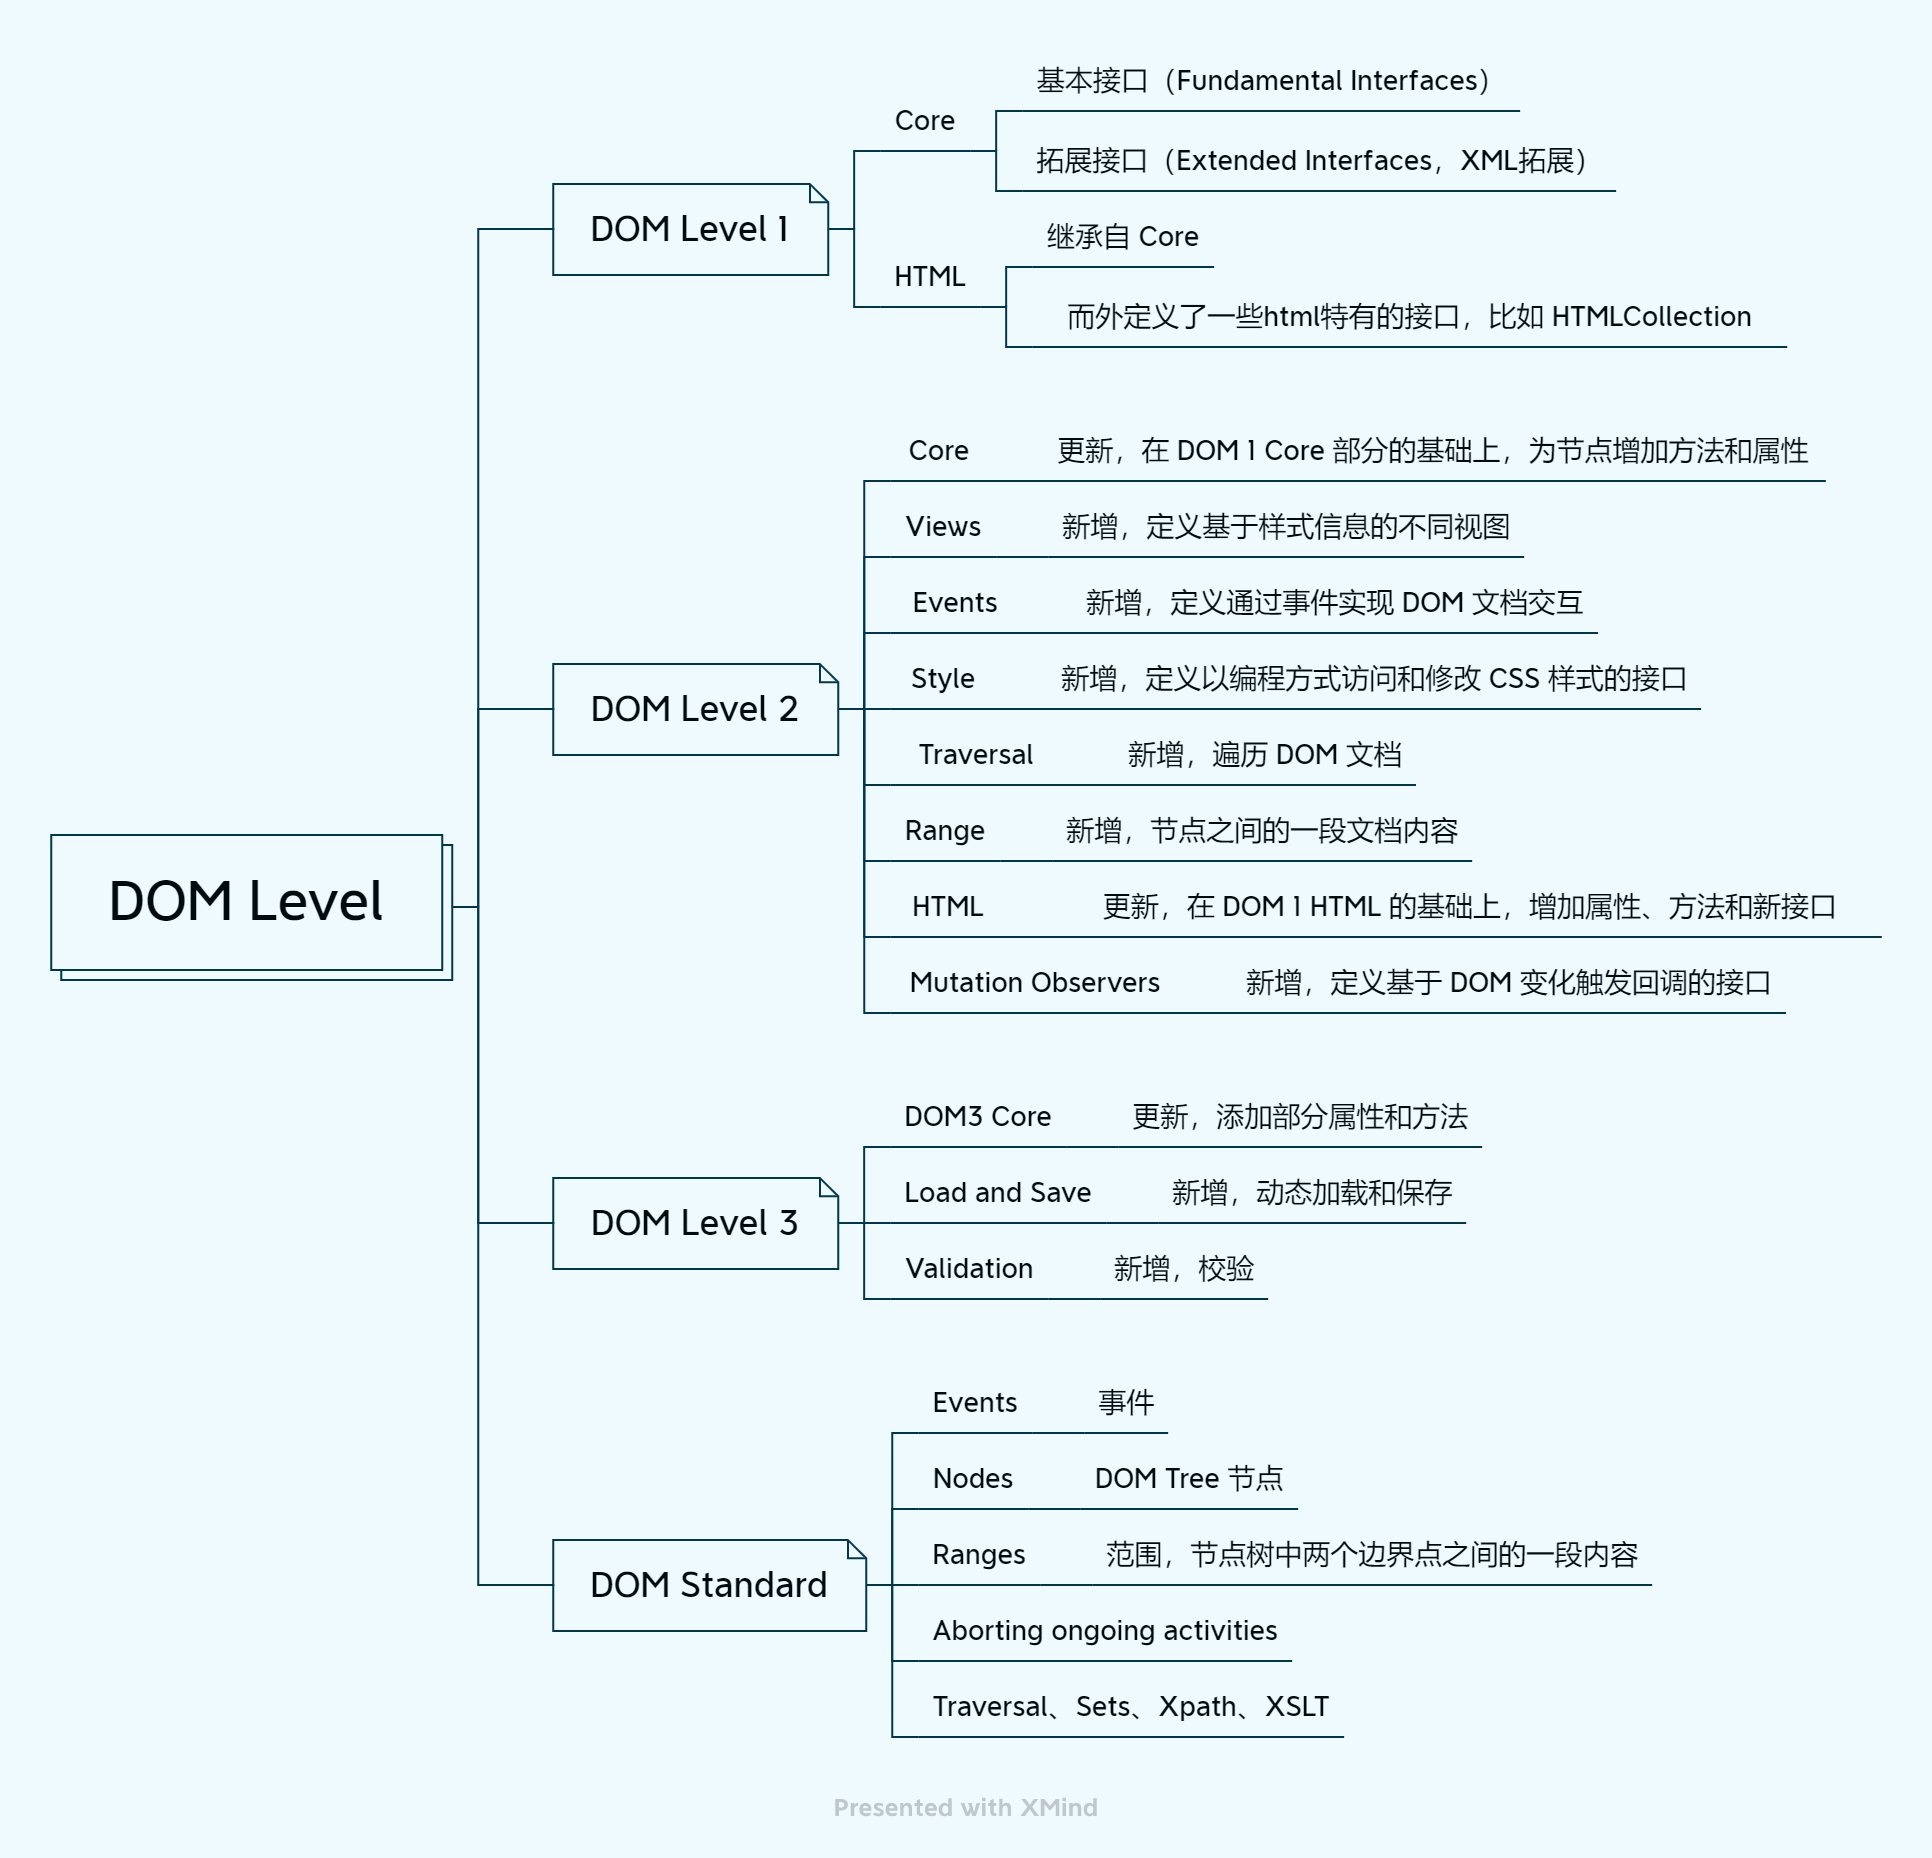 基本接口（Fundamental Interfaces）
Core
拓展接口（Extended Interfaces，XML拓展）
DOM Level 1
继承自 Core
HTML
而外定义了一些html特有的接口，比如 HTMLCollection
Core 更新，在 DOM 1 Core 部分的基础上，为节点增加方法和属性
Views 新增，定义基于样式信息的不同视图
Events 新增，定义通过事件实现 DOM 文档交互
Style 新增，定义以编程方式访问和修改 CSS 样式的接口
DOM Level 2
Traversal 新增，遍历 DOM 文档
Range 新增，节点之间的一段文档内容
DOM Level
HTML 更新，在 DOM 1 HTML 的基础上，增加属性、方法和新接口
Mutation Observers 新增，定义基于 DOM 变化触发回调的接口
DOM3 Core 更新，添加部分属性和方法
Load and Save 新增，动态加载和保存
DOM Level 3
Validation 新增，校验
Events 事件
Nodes DOM Tree 节点
Ranges 范围，节点树中两个边界点之间的一段内容
DOM Standard
Aborting ongoing activities
Traversal、Sets、Xpath、XSLT
Presented with XMind